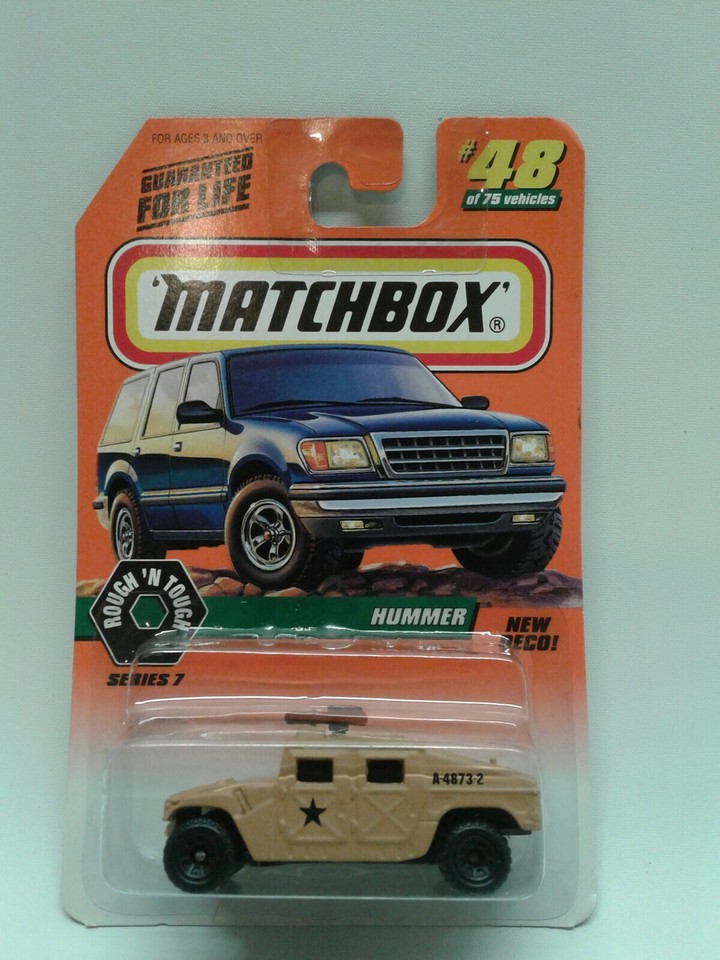 FOR AGES 3 AND OVER
GUARANTEED
FOR LIFE
#48
of 75 vehicles
'MATCHBOX'®
ROUGH 'N TOUGH
HUMMER
NEW
DECO!
SERIES 7
A-4873-2